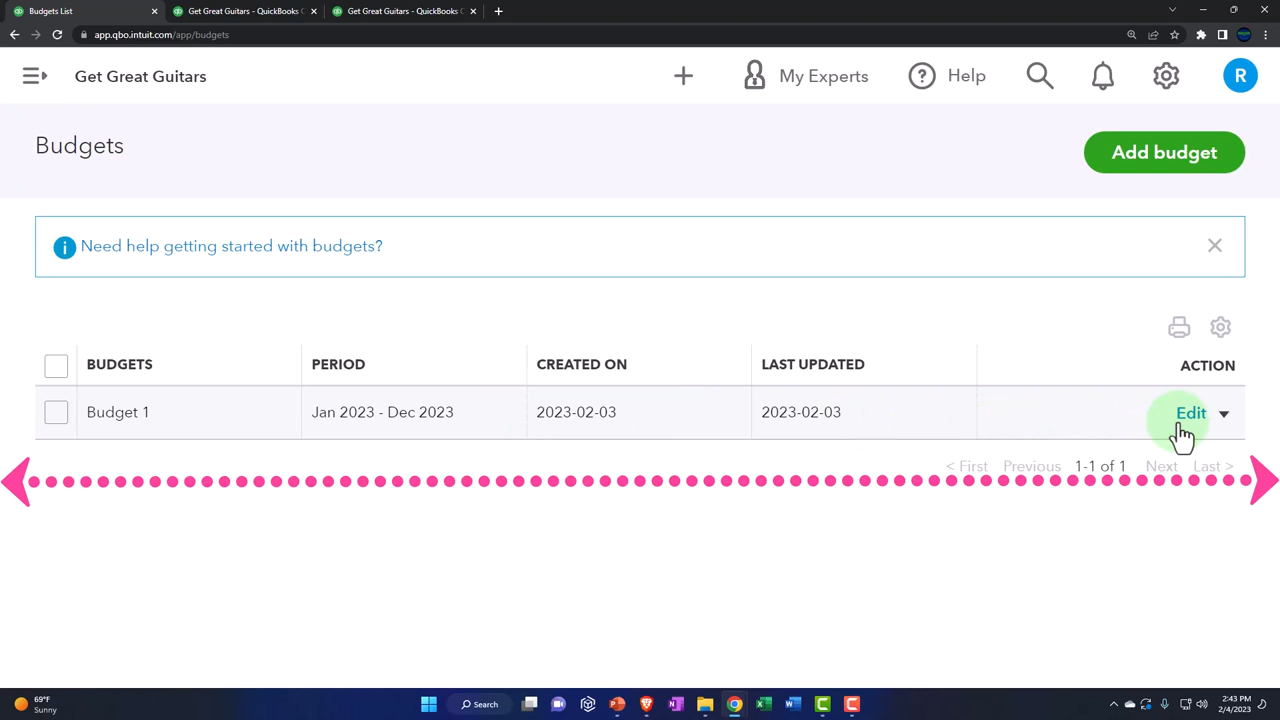 Budgets List
Get Great Guitars - QuickBooks C
Get Great Guitars - QuickBooks C
app.qbo.intuit.com/app/budgets
Get Great Guitars
My Experts
Help
R
Budgets
Add budget
Need help getting started with budgets?
BUDGETS PERIOD CREATED ON LAST UPDATED ACTION
Budget 1 Jan 2023 - Dec 2023 2023-02-03 2023-02-03 Edit
< First Previous 1-1 of 1 Next Last >
69°F
Sunny
Search
2:43 PM
2/4/2023